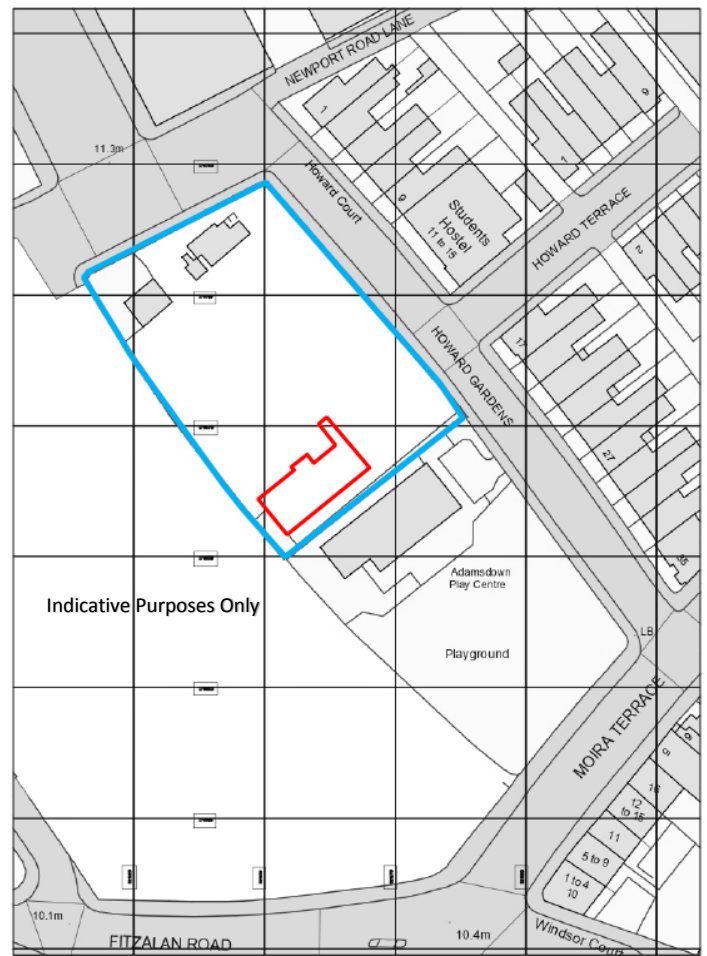 NEWPORT ROAD LANE
1
9
11.3m
Howard Court
9
1
Students
Hostel
11 to 15
HOWARD TERRACE
2
HOWARD GARDENS
17
27
35
Adamsdown
Play Centre
Indicative Purposes Only
LB
Playground
MOIRA TERRACE
9
5
16
12
to 15
11
5 to 9
1 to 4
10
10.1m
FITZALAN ROAD
10.4m
Windsor Court